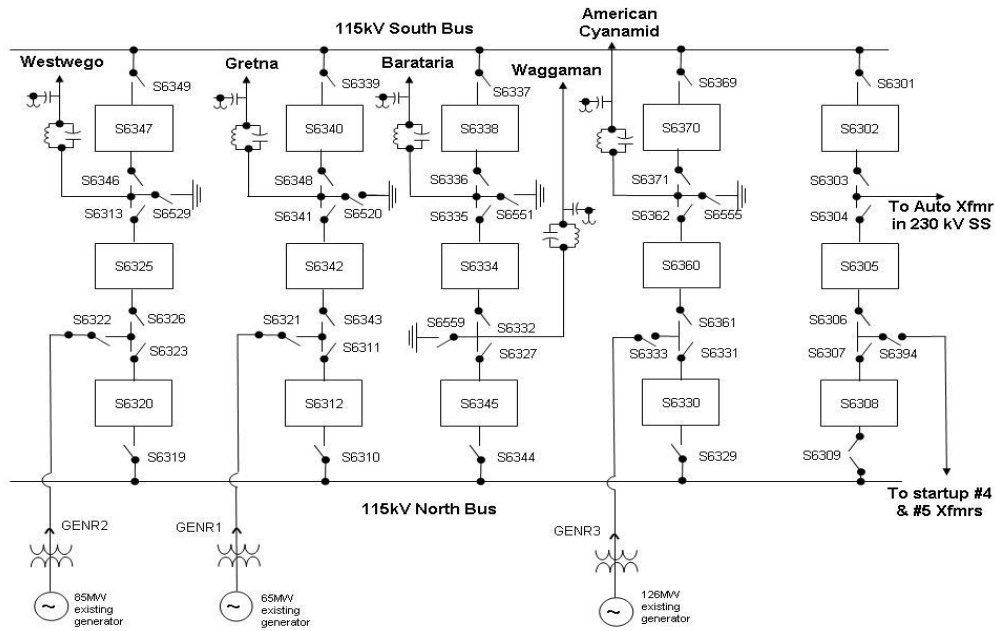 American
Cyanamid
115kV South Bus
Westwego
Gretna
Barataria
Waggaman
S6349
S6339
S6337
S6369
S6301
S6347
S6340
S6338
S6370
S6302
S6346
S6348
S6336
S6371
S6303
S6313
S6529
S6341
S6520
S6335
S6551
S6362
S6555
S6304
To Auto Xfmr
in 230 kV SS
S6325
S6342
S6334
S6360
S6305
S6322
S6326
S6321
S6343
S6559
S6332
S6361
S6306
S6323
S6311
S6327
S6333
S6331
S6307
S6394
S6320
S6312
S6345
S6330
S6308
S6319
S6310
S6344
S6329
S6309
To startup #4
& #5 Xfmrs
115kV North Bus
GENR2
GENR1
GENR3
85MW
existing
generator
65MW
existing
generator
126MW
existing
generator